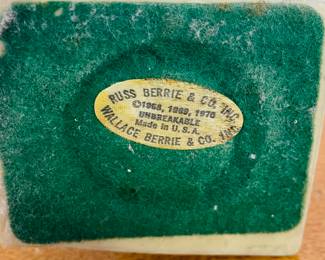 RUSS BERRIE & CO. INC.
©1968, 1969, 1970
UNBREAKABLE
Made in U.S.A.
WALLACE BERRIE & CO. INC.